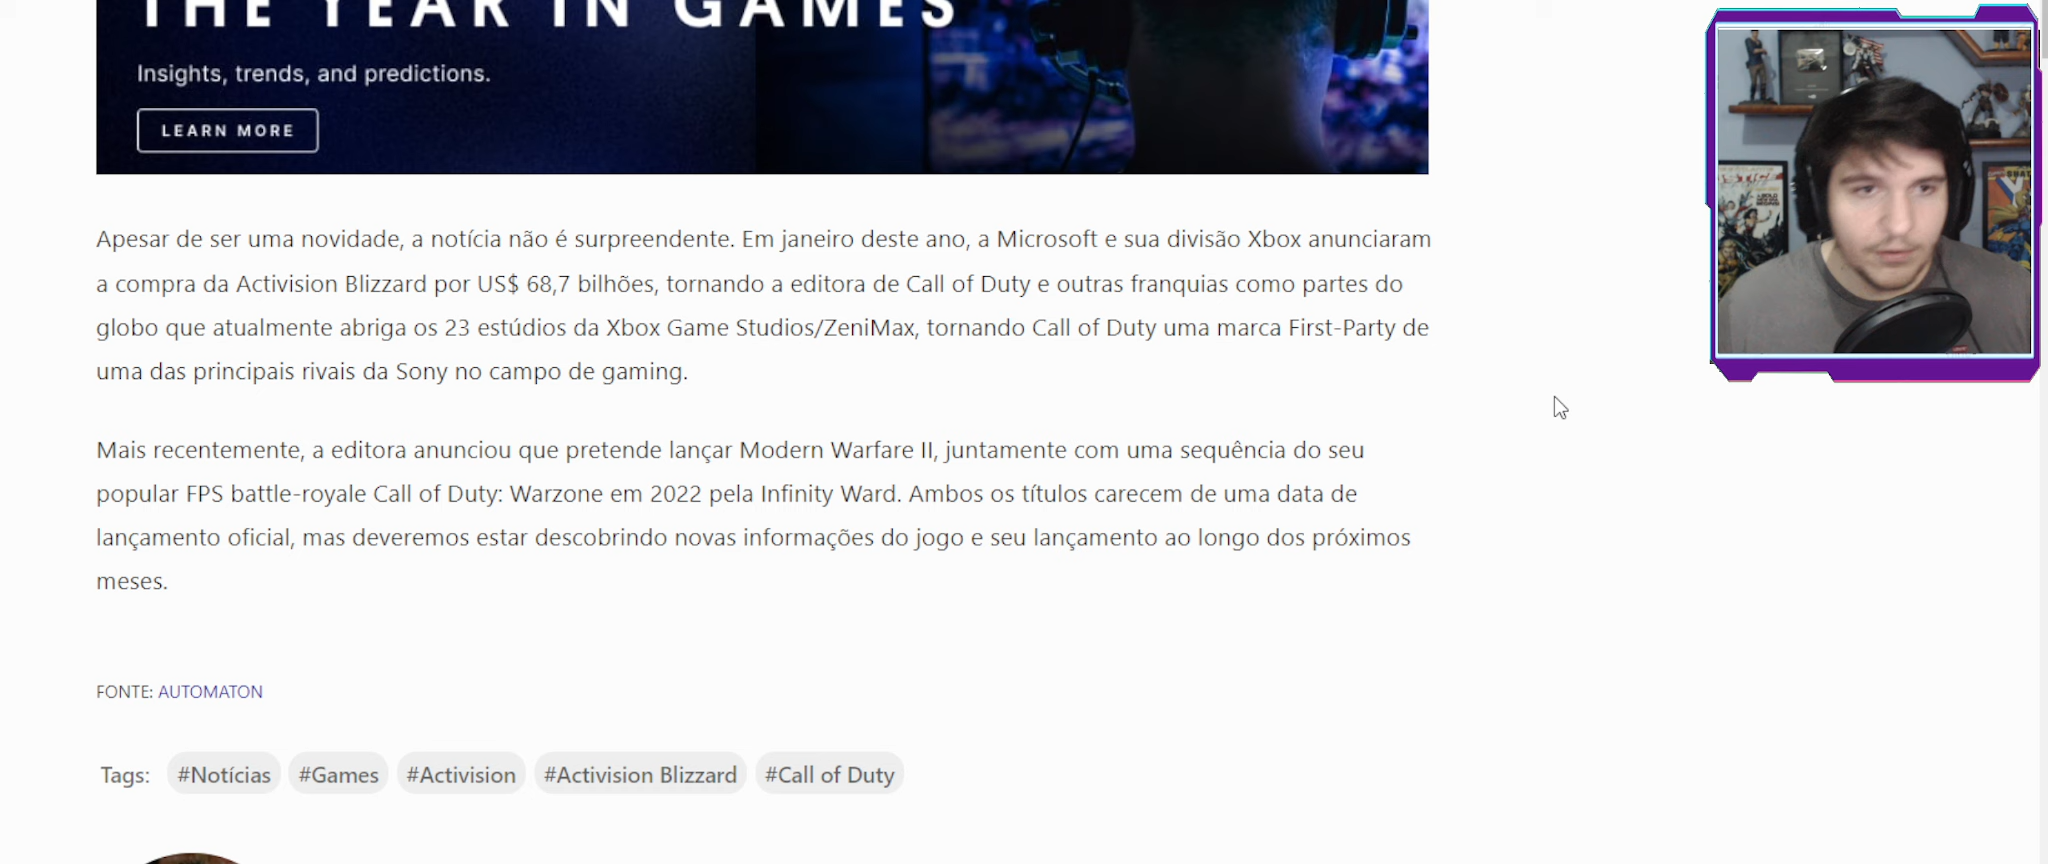 THE YEAR IN GAMES
Insights, trends, and predictions.
LEARN MORE
Apesar de ser uma novidade, a notícia não é surpreendente. Em janeiro deste ano, a Microsoft e sua divisão Xbox anunciaram
a compra da Activision Blizzard por US$ 68,7 bilhões, tornando a editora de Call of Duty e outras franquias como partes do
globo que atualmente abriga os 23 estúdios da Xbox Game Studios/ZeniMax, tornando Call of Duty uma marca First-Party de
uma das principais rivais da Sony no campo de gaming.
Mais recentemente, a editora anunciou que pretende lançar Modern Warfare II, juntamente com uma sequência do seu
popular FPS battle-royale Call of Duty: Warzone em 2022 pela Infinity Ward. Ambos os títulos carecem de uma data de
lançamento oficial, mas deveremos estar descobrindo novas informações do jogo e seu lançamento ao longo dos próximos
meses.
FONTE: AUTOMATON
Tags: #Notícias #Games #Activision #Activision Blizzard #Call of Duty